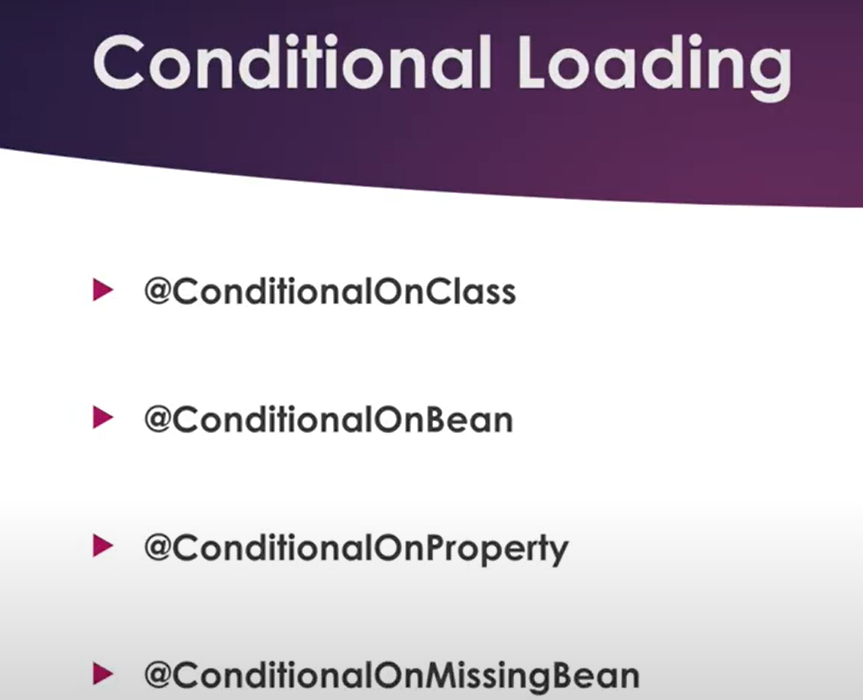 Conditional Loading
@ConditionalOnClass
@ConditionalOnBean
@ConditionalOnProperty
@ConditionalOnMissingBean